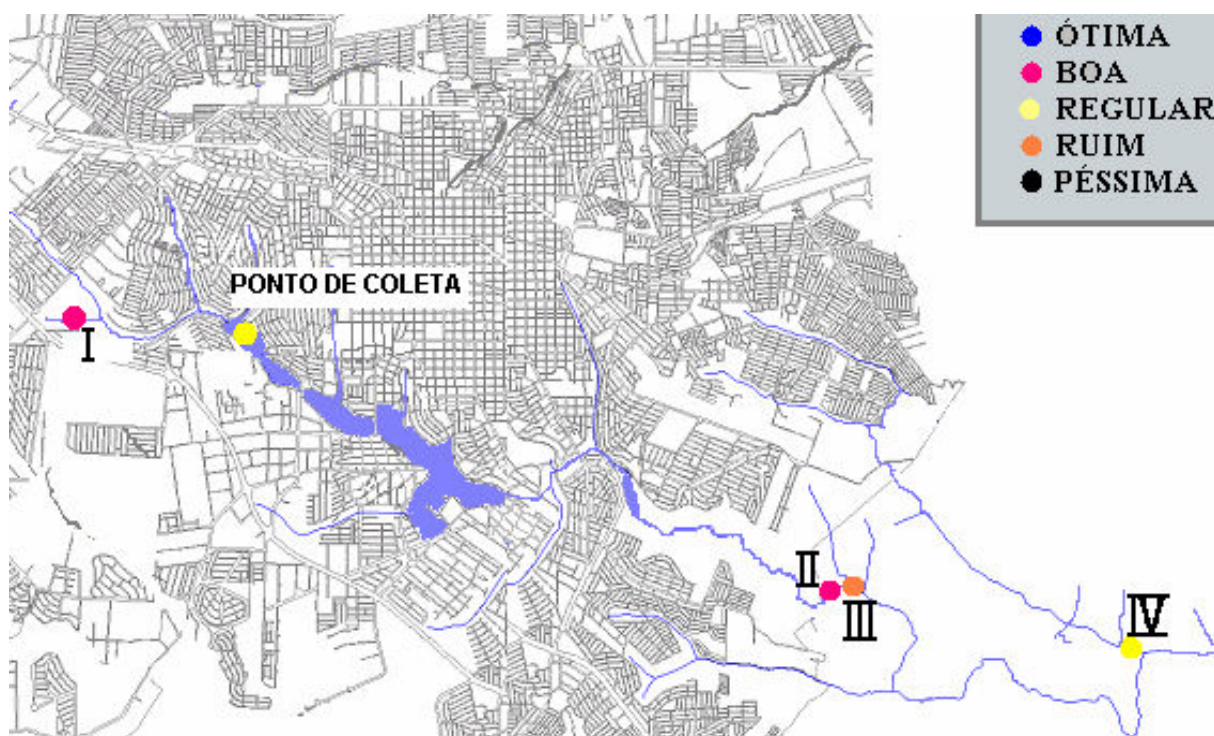 ÓTIMA
BOA
REGULAR
RUIM
PÉSSIMA
PONTO DE COLETA
I
II
III
IV